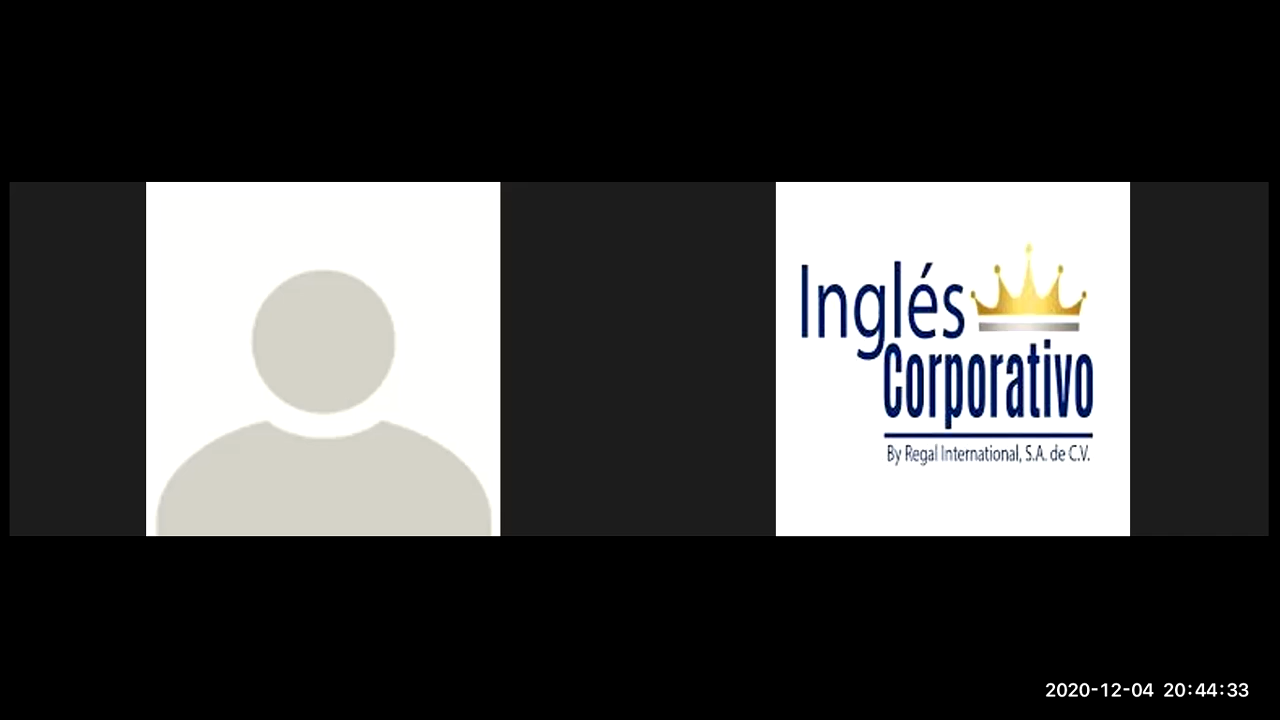 Inglés
Corporativo
By Regal International, S.A. de C.V.
2020-12-04 20:44:33